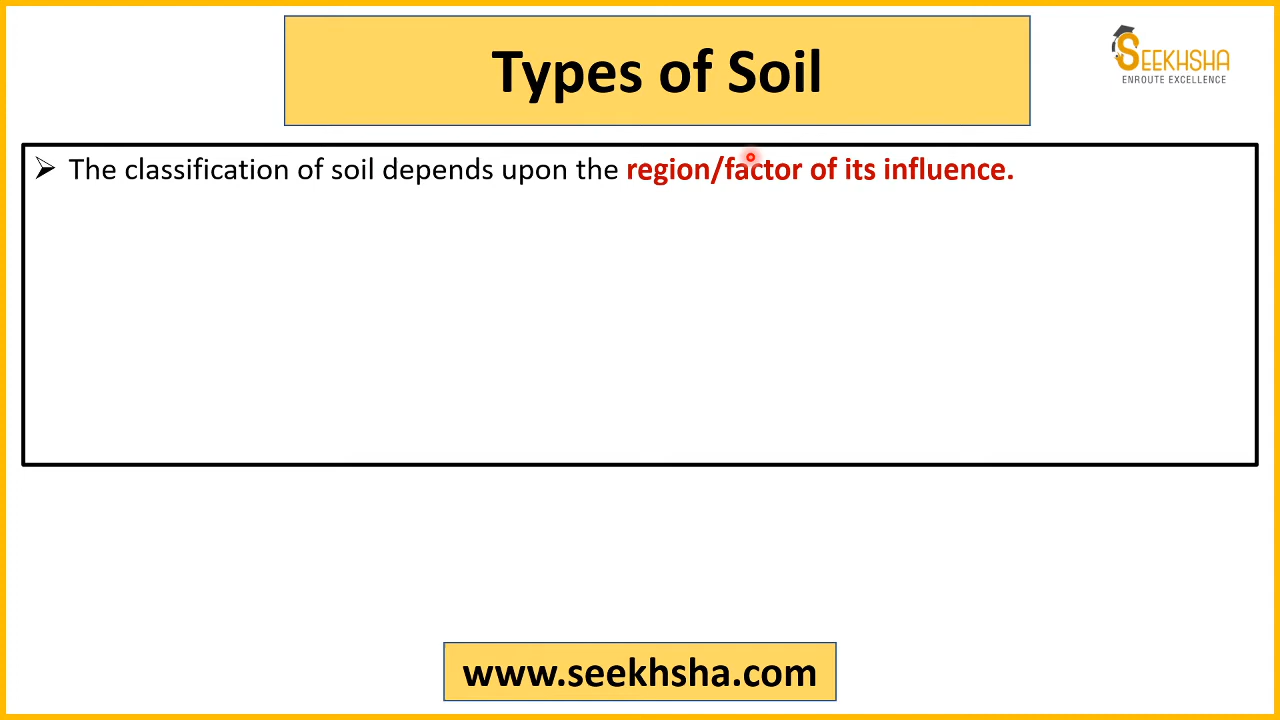 Types of Soil
SEEKHSHA
ENROUTE EXCELLENCE
➢ The classification of soil depends upon the region/factor of its influence.
www.seekhsha.com